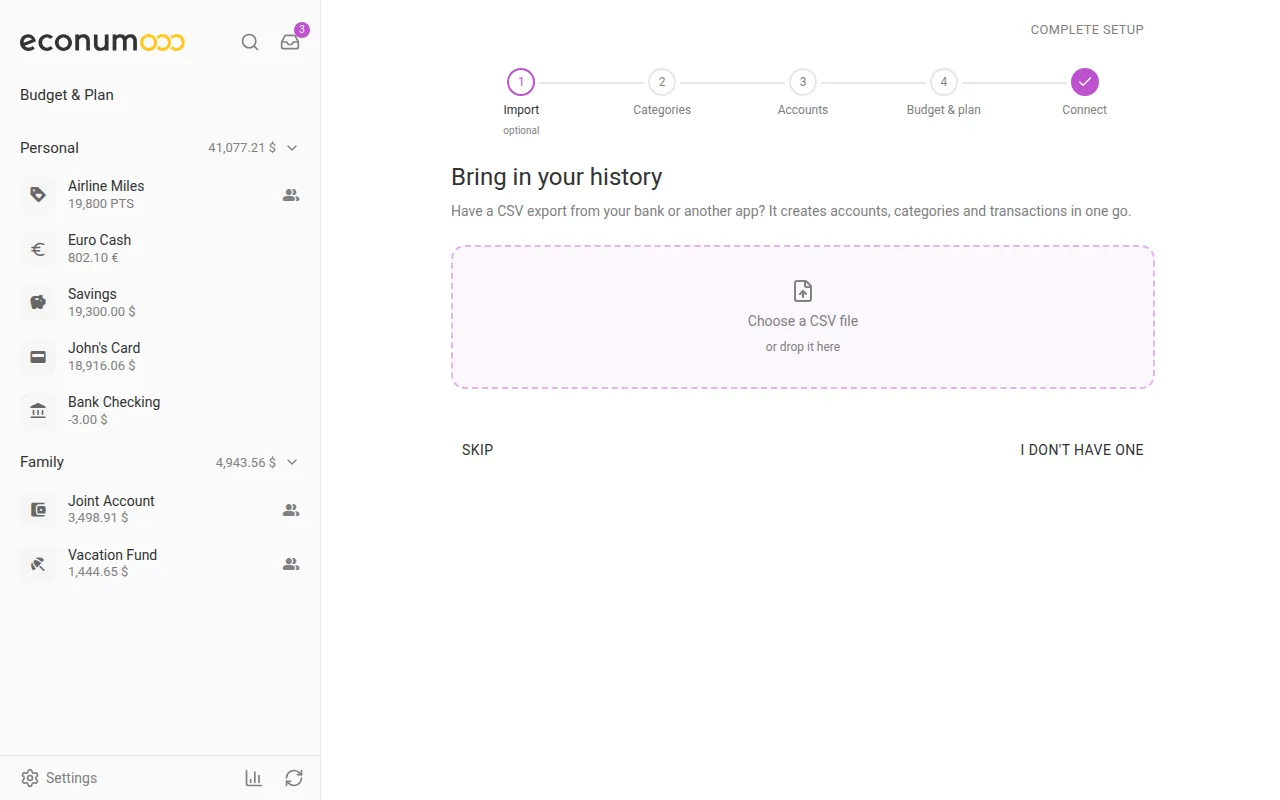 econumo
3
Budget & Plan
Personal
41,077.21 $
Airline Miles
19,800 PTS
Euro Cash
802.10 €
Savings
19,300.00 $
John's Card
18,916.06 $
Bank Checking
-3.00 $
Family
4,943.56 $
Joint Account
3,498.91 $
Vacation Fund
1,444.65 $
Settings
COMPLETE SETUP
1
2
3
4
Import
Categories
Accounts
Budget & plan
Connect
optional
Bring in your history
Have a CSV export from your bank or another app? It creates accounts, categories and transactions in one go.
Choose a CSV file
or drop it here
SKIP
I DON'T HAVE ONE